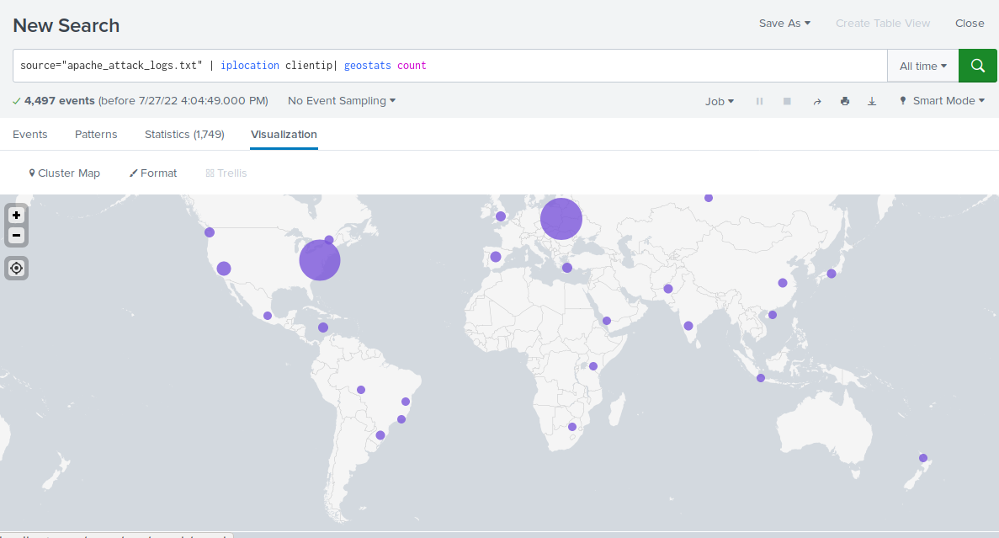 New Search
Save As Create Table View Close
source="apache_attack_logs.txt" | iplocation clientip| geostats count
All time
4,497 events (before 7/27/22 4:04:49.000 PM) No Event Sampling
Job Smart Mode
Events Patterns Statistics (1,749) Visualization
Cluster Map Format Trellis
+
−